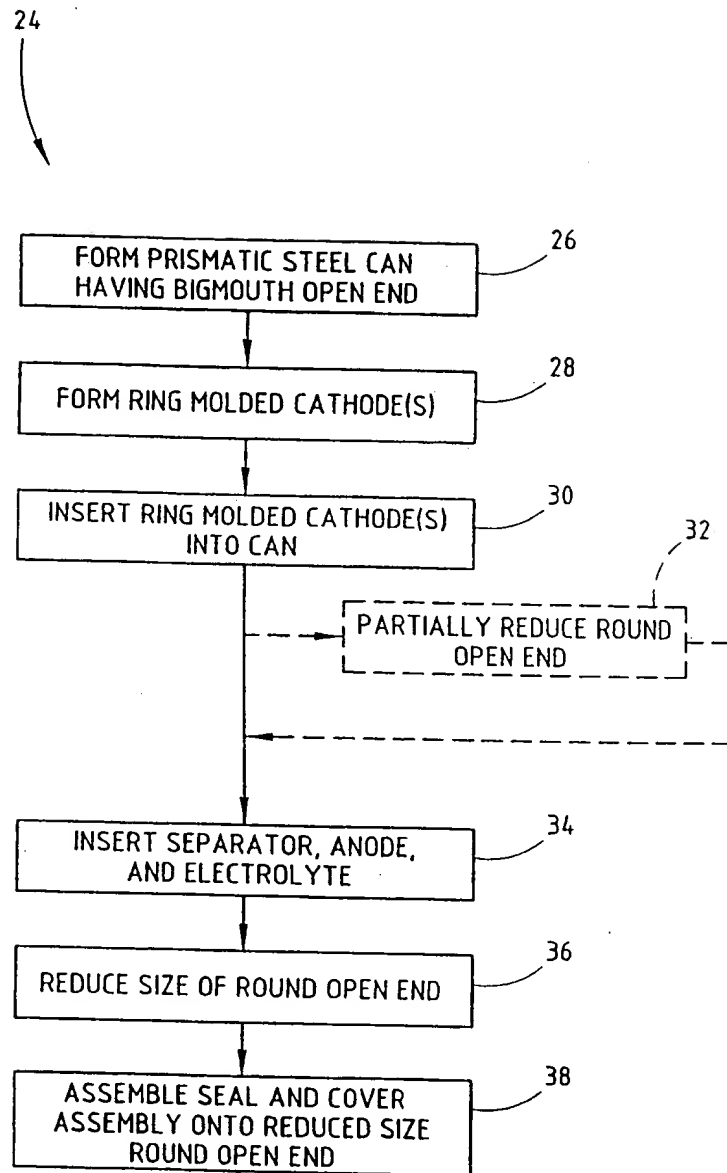 24
FORM PRISMATIC STEEL CAN
HAVING BIGMOUTH OPEN END
26
FORM RING MOLDED CATHODE(S)
28
INSERT RING MOLDED CATHODE(S)
INTO CAN
30
PARTIALLY REDUCE ROUND
OPEN END
32
INSERT SEPARATOR, ANODE,
AND ELECTROLYTE
34
REDUCE SIZE OF ROUND OPEN END
36
ASSEMBLE SEAL AND COVER
ASSEMBLY ONTO REDUCED SIZE
ROUND OPEN END
38